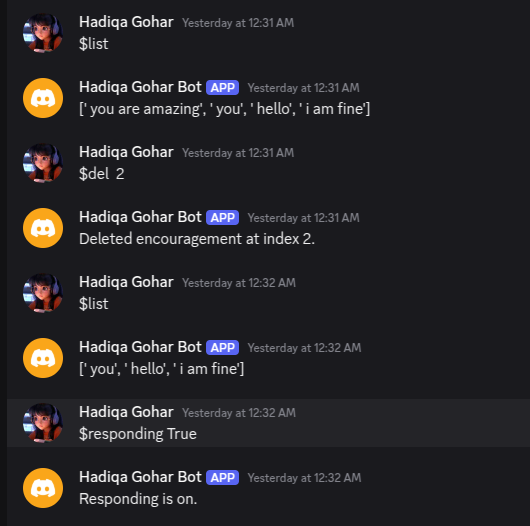 Hadiqa Gohar Yesterday at 12:31 AM
$list
Hadiqa Gohar Bot APP Yesterday at 12:31 AM
[' you are amazing', ' you', ' hello', ' i am fine']
Hadiqa Gohar Yesterday at 12:31 AM
$del  2
Hadiqa Gohar Bot APP Yesterday at 12:31 AM
Deleted encouragement at index 2.
Hadiqa Gohar Yesterday at 12:32 AM
$list
Hadiqa Gohar Bot APP Yesterday at 12:32 AM
[' you', ' hello', ' i am fine']
Hadiqa Gohar Yesterday at 12:32 AM
$responding True
Hadiqa Gohar Bot APP Yesterday at 12:32 AM
Responding is on.